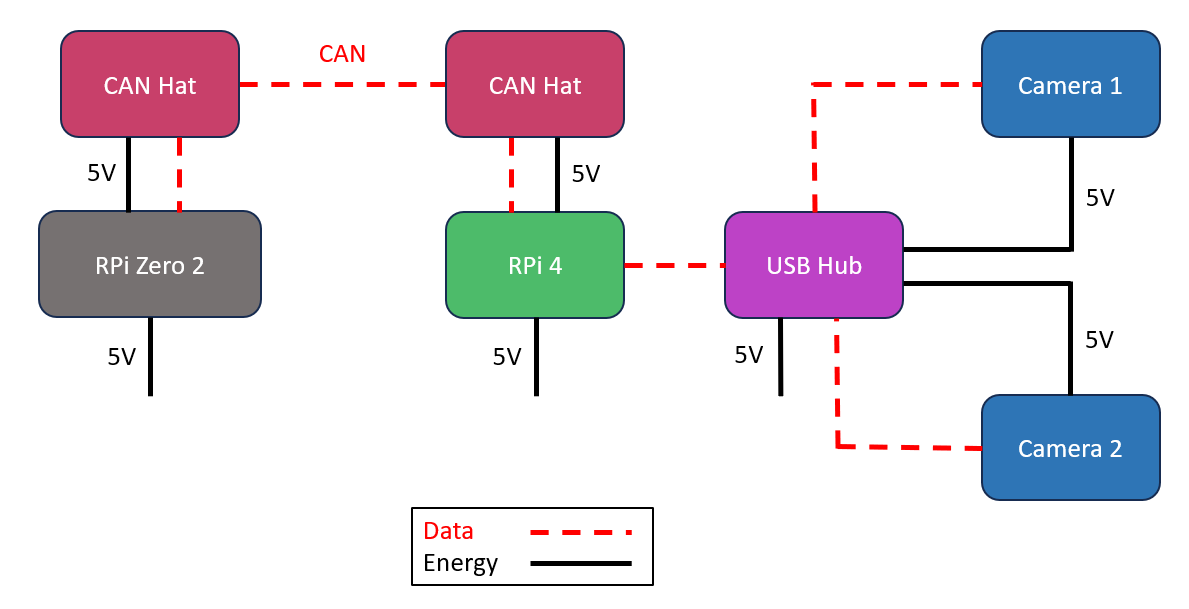 CAN
CAN Hat
CAN Hat
Camera 1
5V
5V
5V
RPi Zero 2
RPi 4
USB Hub
5V
5V
5V
5V
Camera 2
Data
Energy